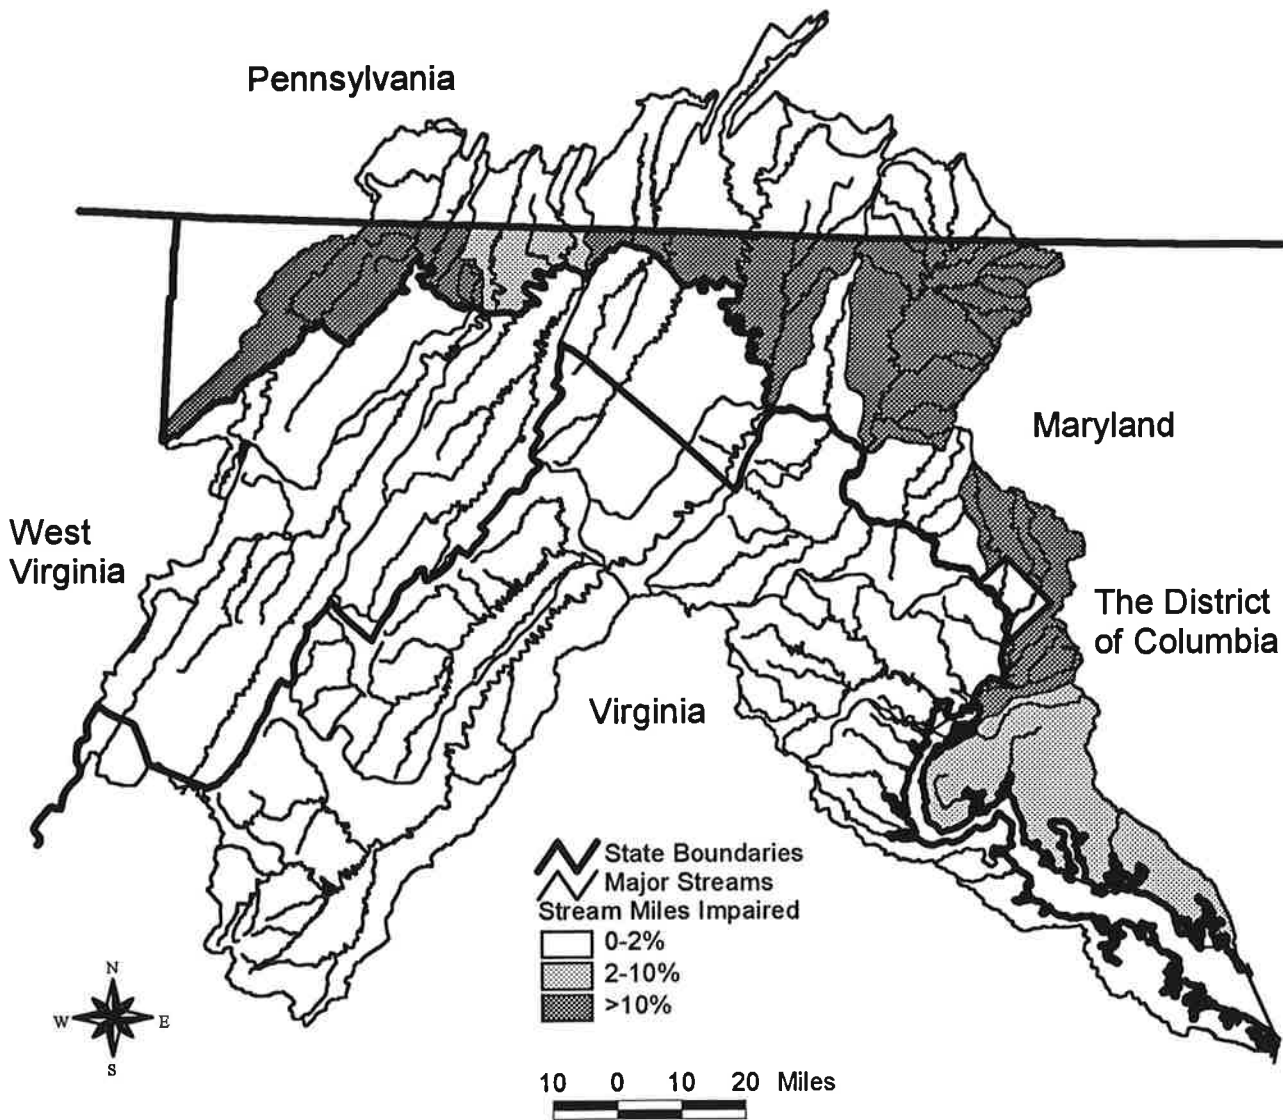 Pennsylvania
Maryland
West
Virginia
The District
of Columbia
Virginia
State Boundaries
Major Streams
Stream Miles Impaired
0-2%
2-10%
>10%
N
W E
S
10 0 10 20 Miles